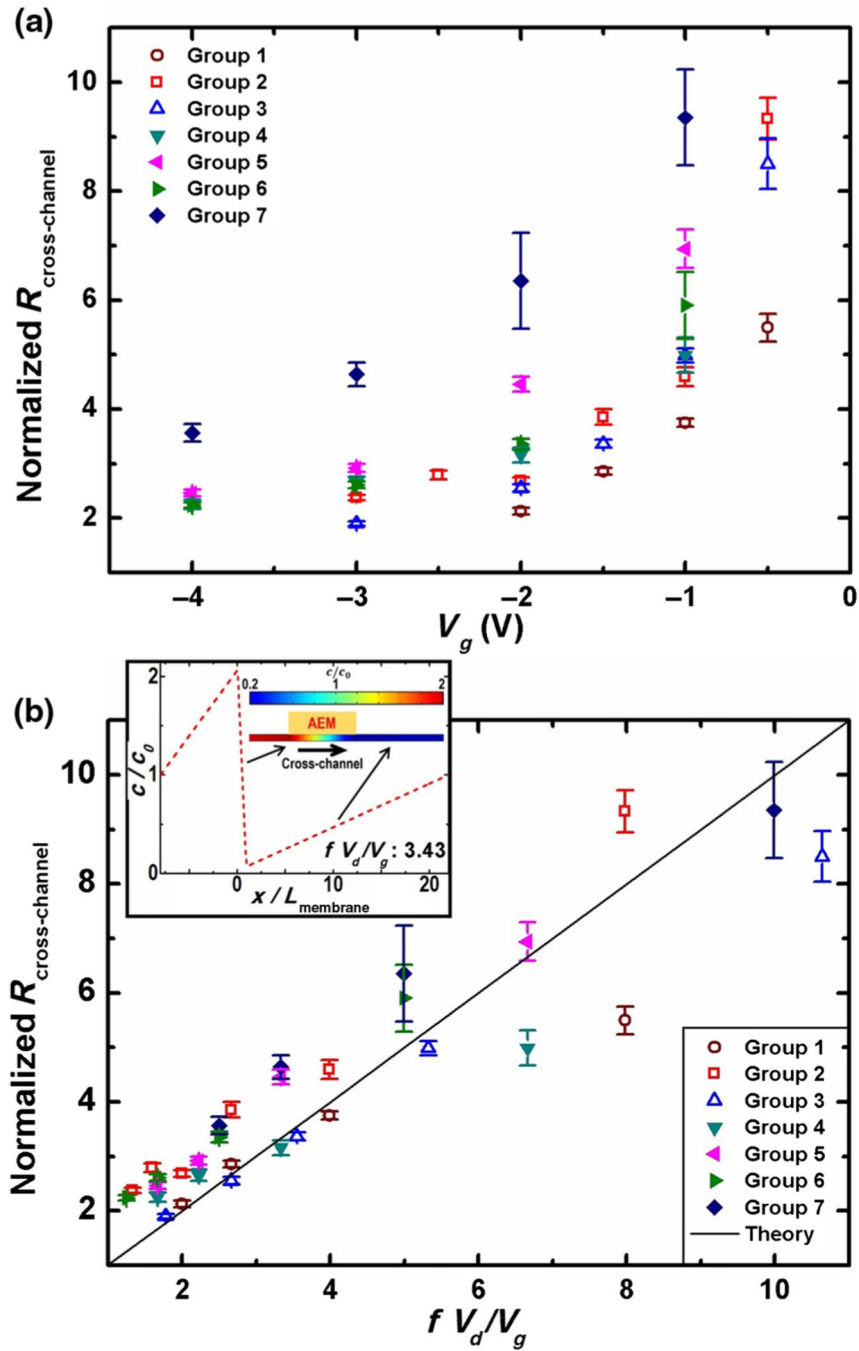 (a)
Group 1
Group 2
Group 3
Group 4
Group 5
Group 6
Group 7
10
8
6
4
2
Normalized R cross-channel
–4 –3 –2 –1 0
Vg (V)
(b)
2
1
0
c/c0
c/c0
0.2 1 2
AEM
Cross-channel
f Vd/Vg: 3.43
0 10 20
x / Lmembrane
10
8
6
4
2
Normalized R cross-channel
Group 1
Group 2
Group 3
Group 4
Group 5
Group 6
Group 7
Theory
2 4 6 8 10
f Vd/Vg